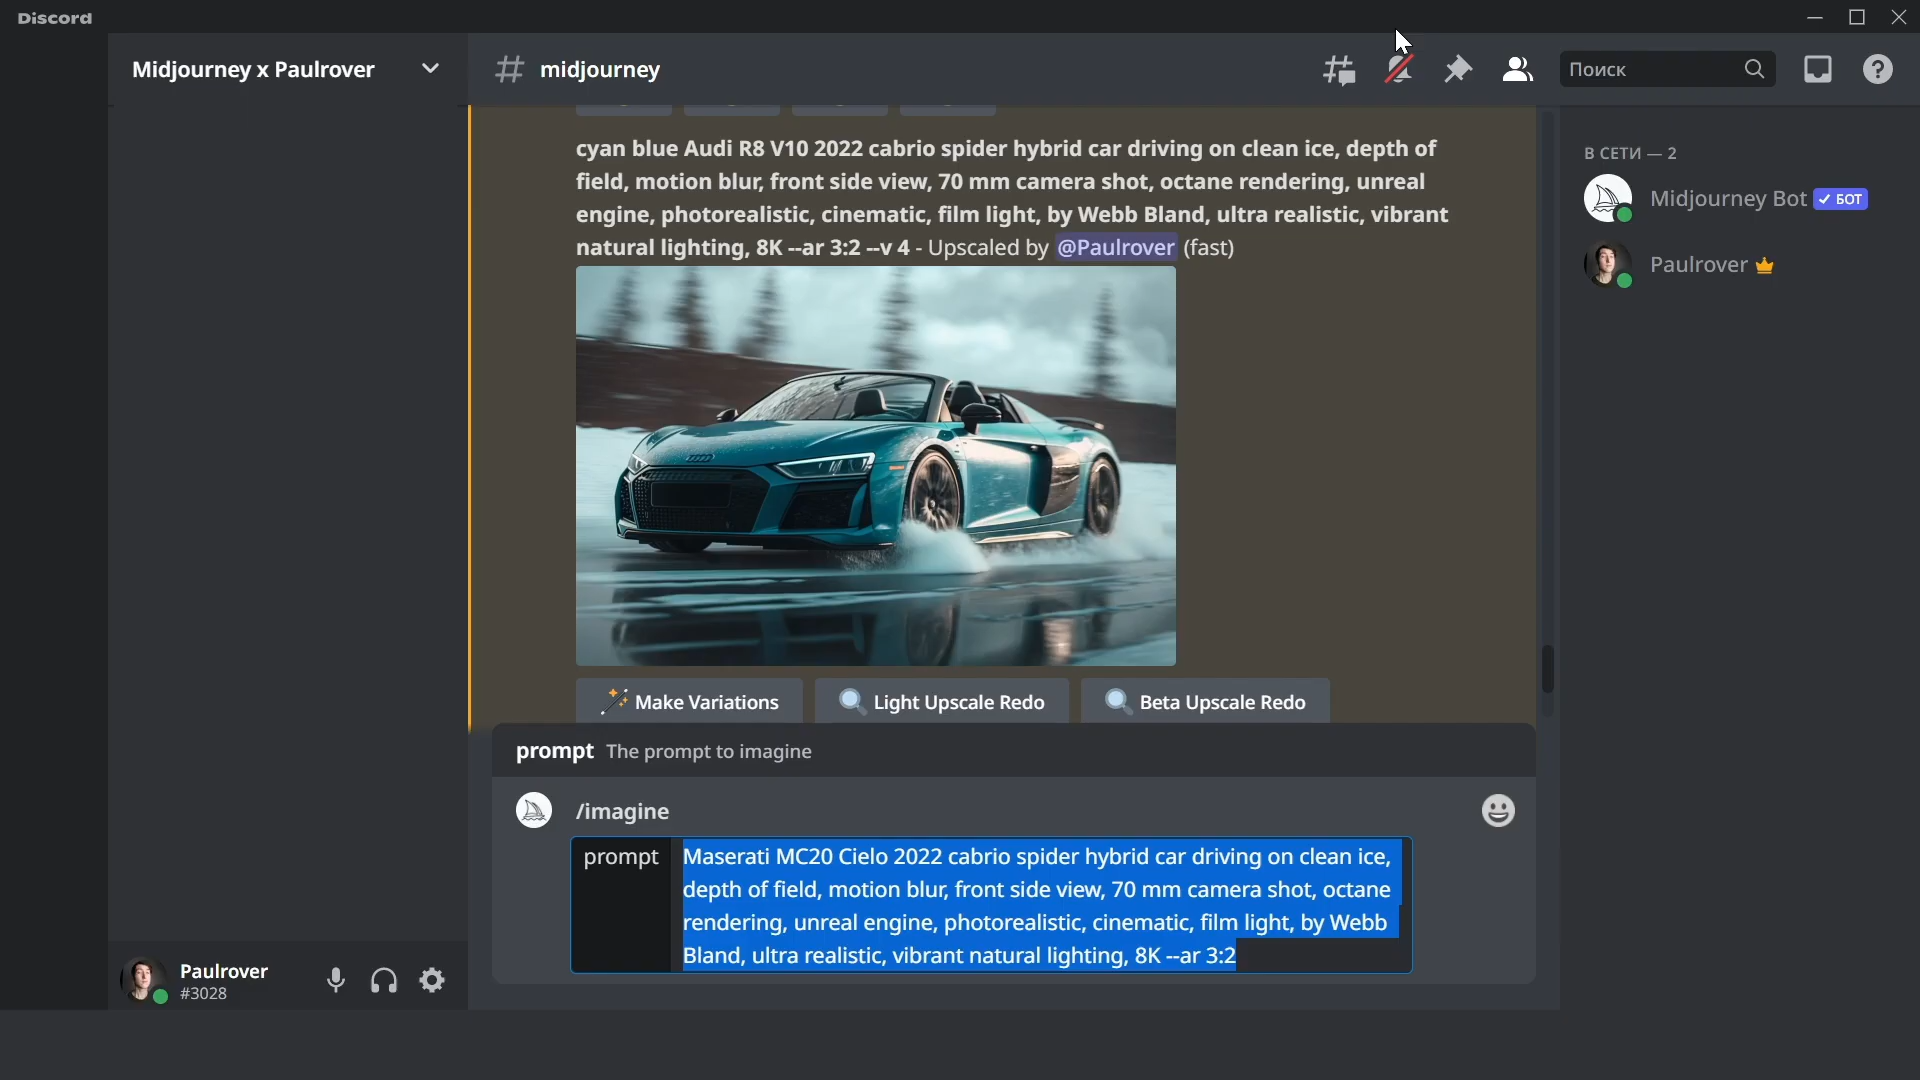 Discord
Midjourney x Paulrover
midjourney
Поиск
cyan blue Audi R8 V10 2022 cabrio spider hybrid car driving on clean ice, depth of
field, motion blur, front side view, 70 mm camera shot, octane rendering, unreal
engine, photorealistic, cinematic, film light, by Webb Bland, ultra realistic, vibrant
natural lighting, 8K --ar 3:2 --v 4 - Upscaled by @Paulrover (fast)
Make Variations
Light Upscale Redo
Beta Upscale Redo
prompt The prompt to imagine
/imagine
prompt
Maserati MC20 Cielo 2022 cabrio spider hybrid car driving on clean ice,
depth of field, motion blur, front side view, 70 mm camera shot, octane
rendering, unreal engine, photorealistic, cinematic, film light, by Webb
Bland, ultra realistic, vibrant natural lighting, 8K --ar 3:2
В СЕТИ — 2
Midjourney Bot ✓ БОТ
Paulrover
Paulrover
#3028